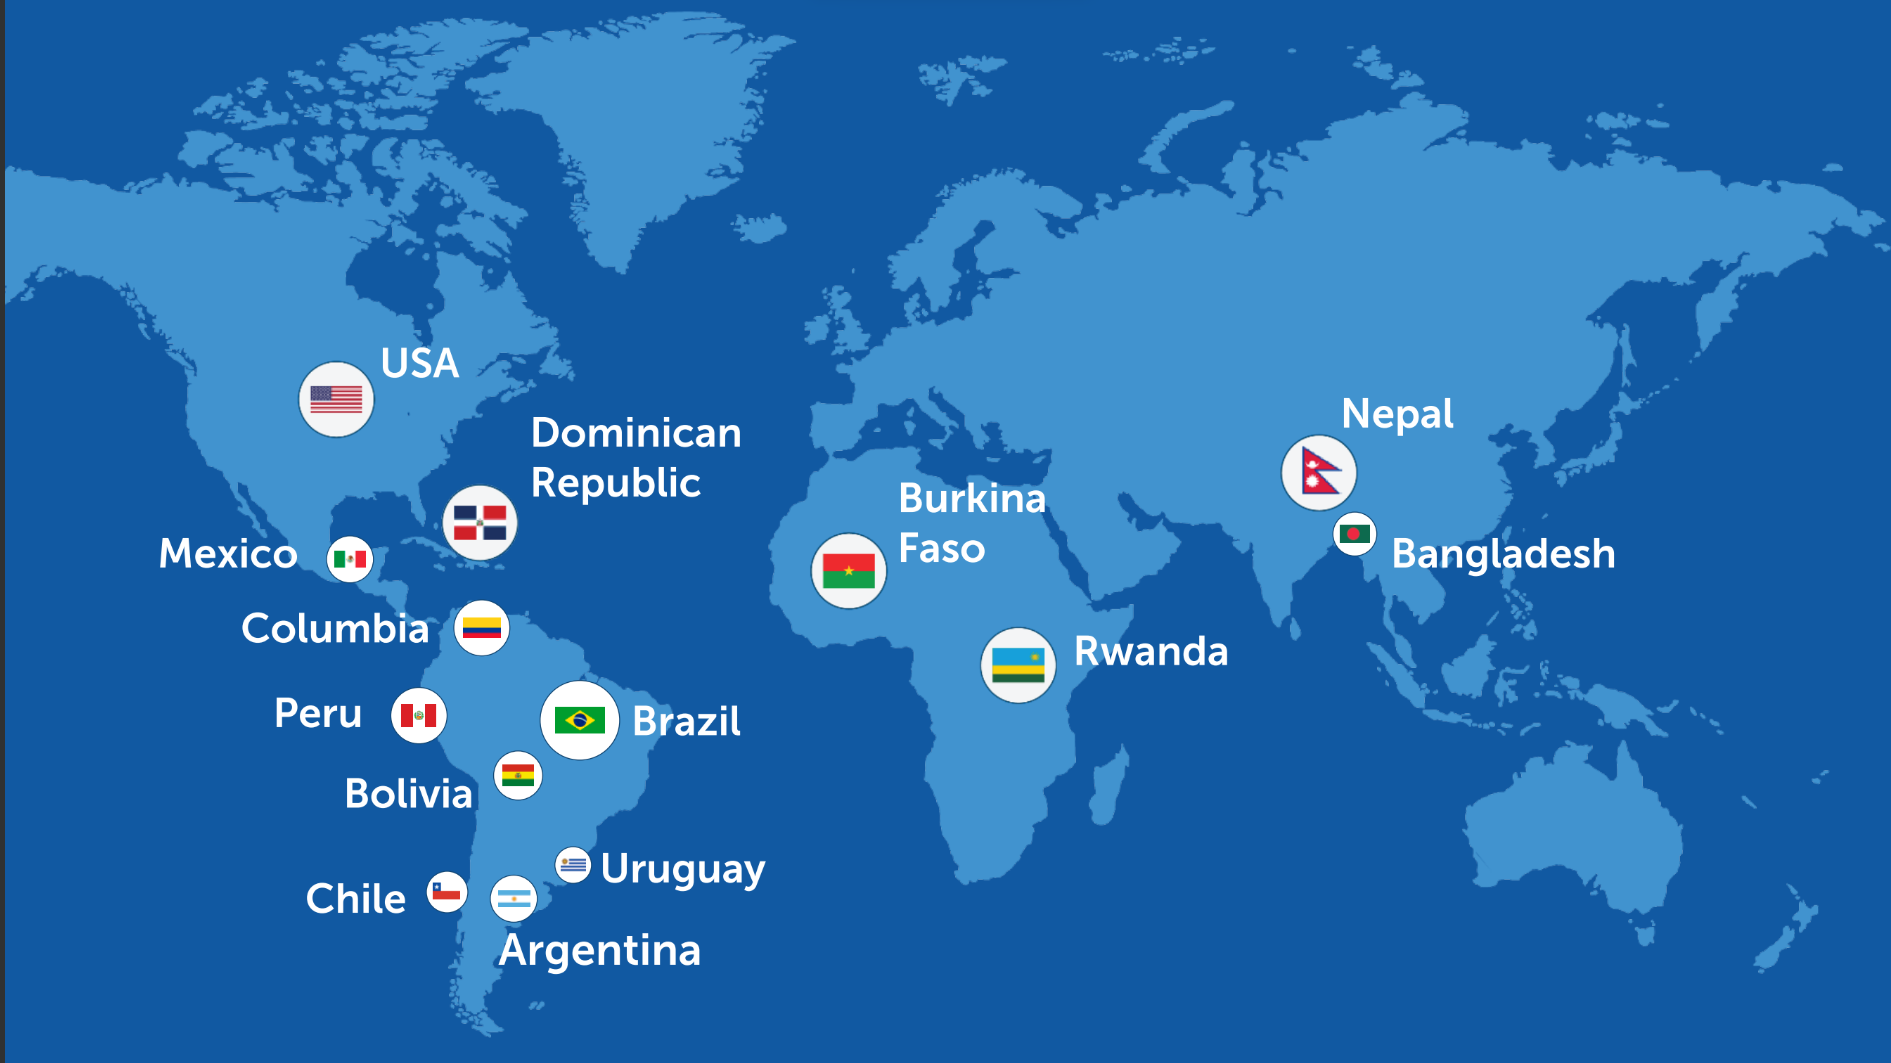 USA
Dominican
Republic
Nepal
Burkina
Faso
Mexico
Bangladesh
Columbia
Rwanda
Peru
Brazil
Bolivia
Uruguay
Chile
Argentina